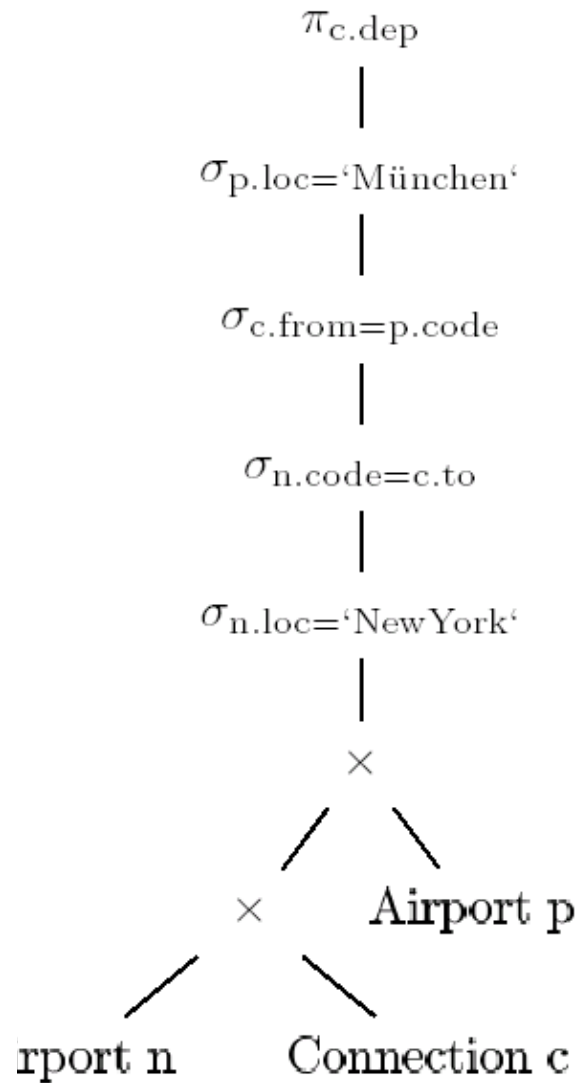 πc.dep
σp.loc=‘München‘
σc.from=p.code
σn.code=c.to
σn.loc=‘NewYork‘
×
× Airport p
rport n Connection c